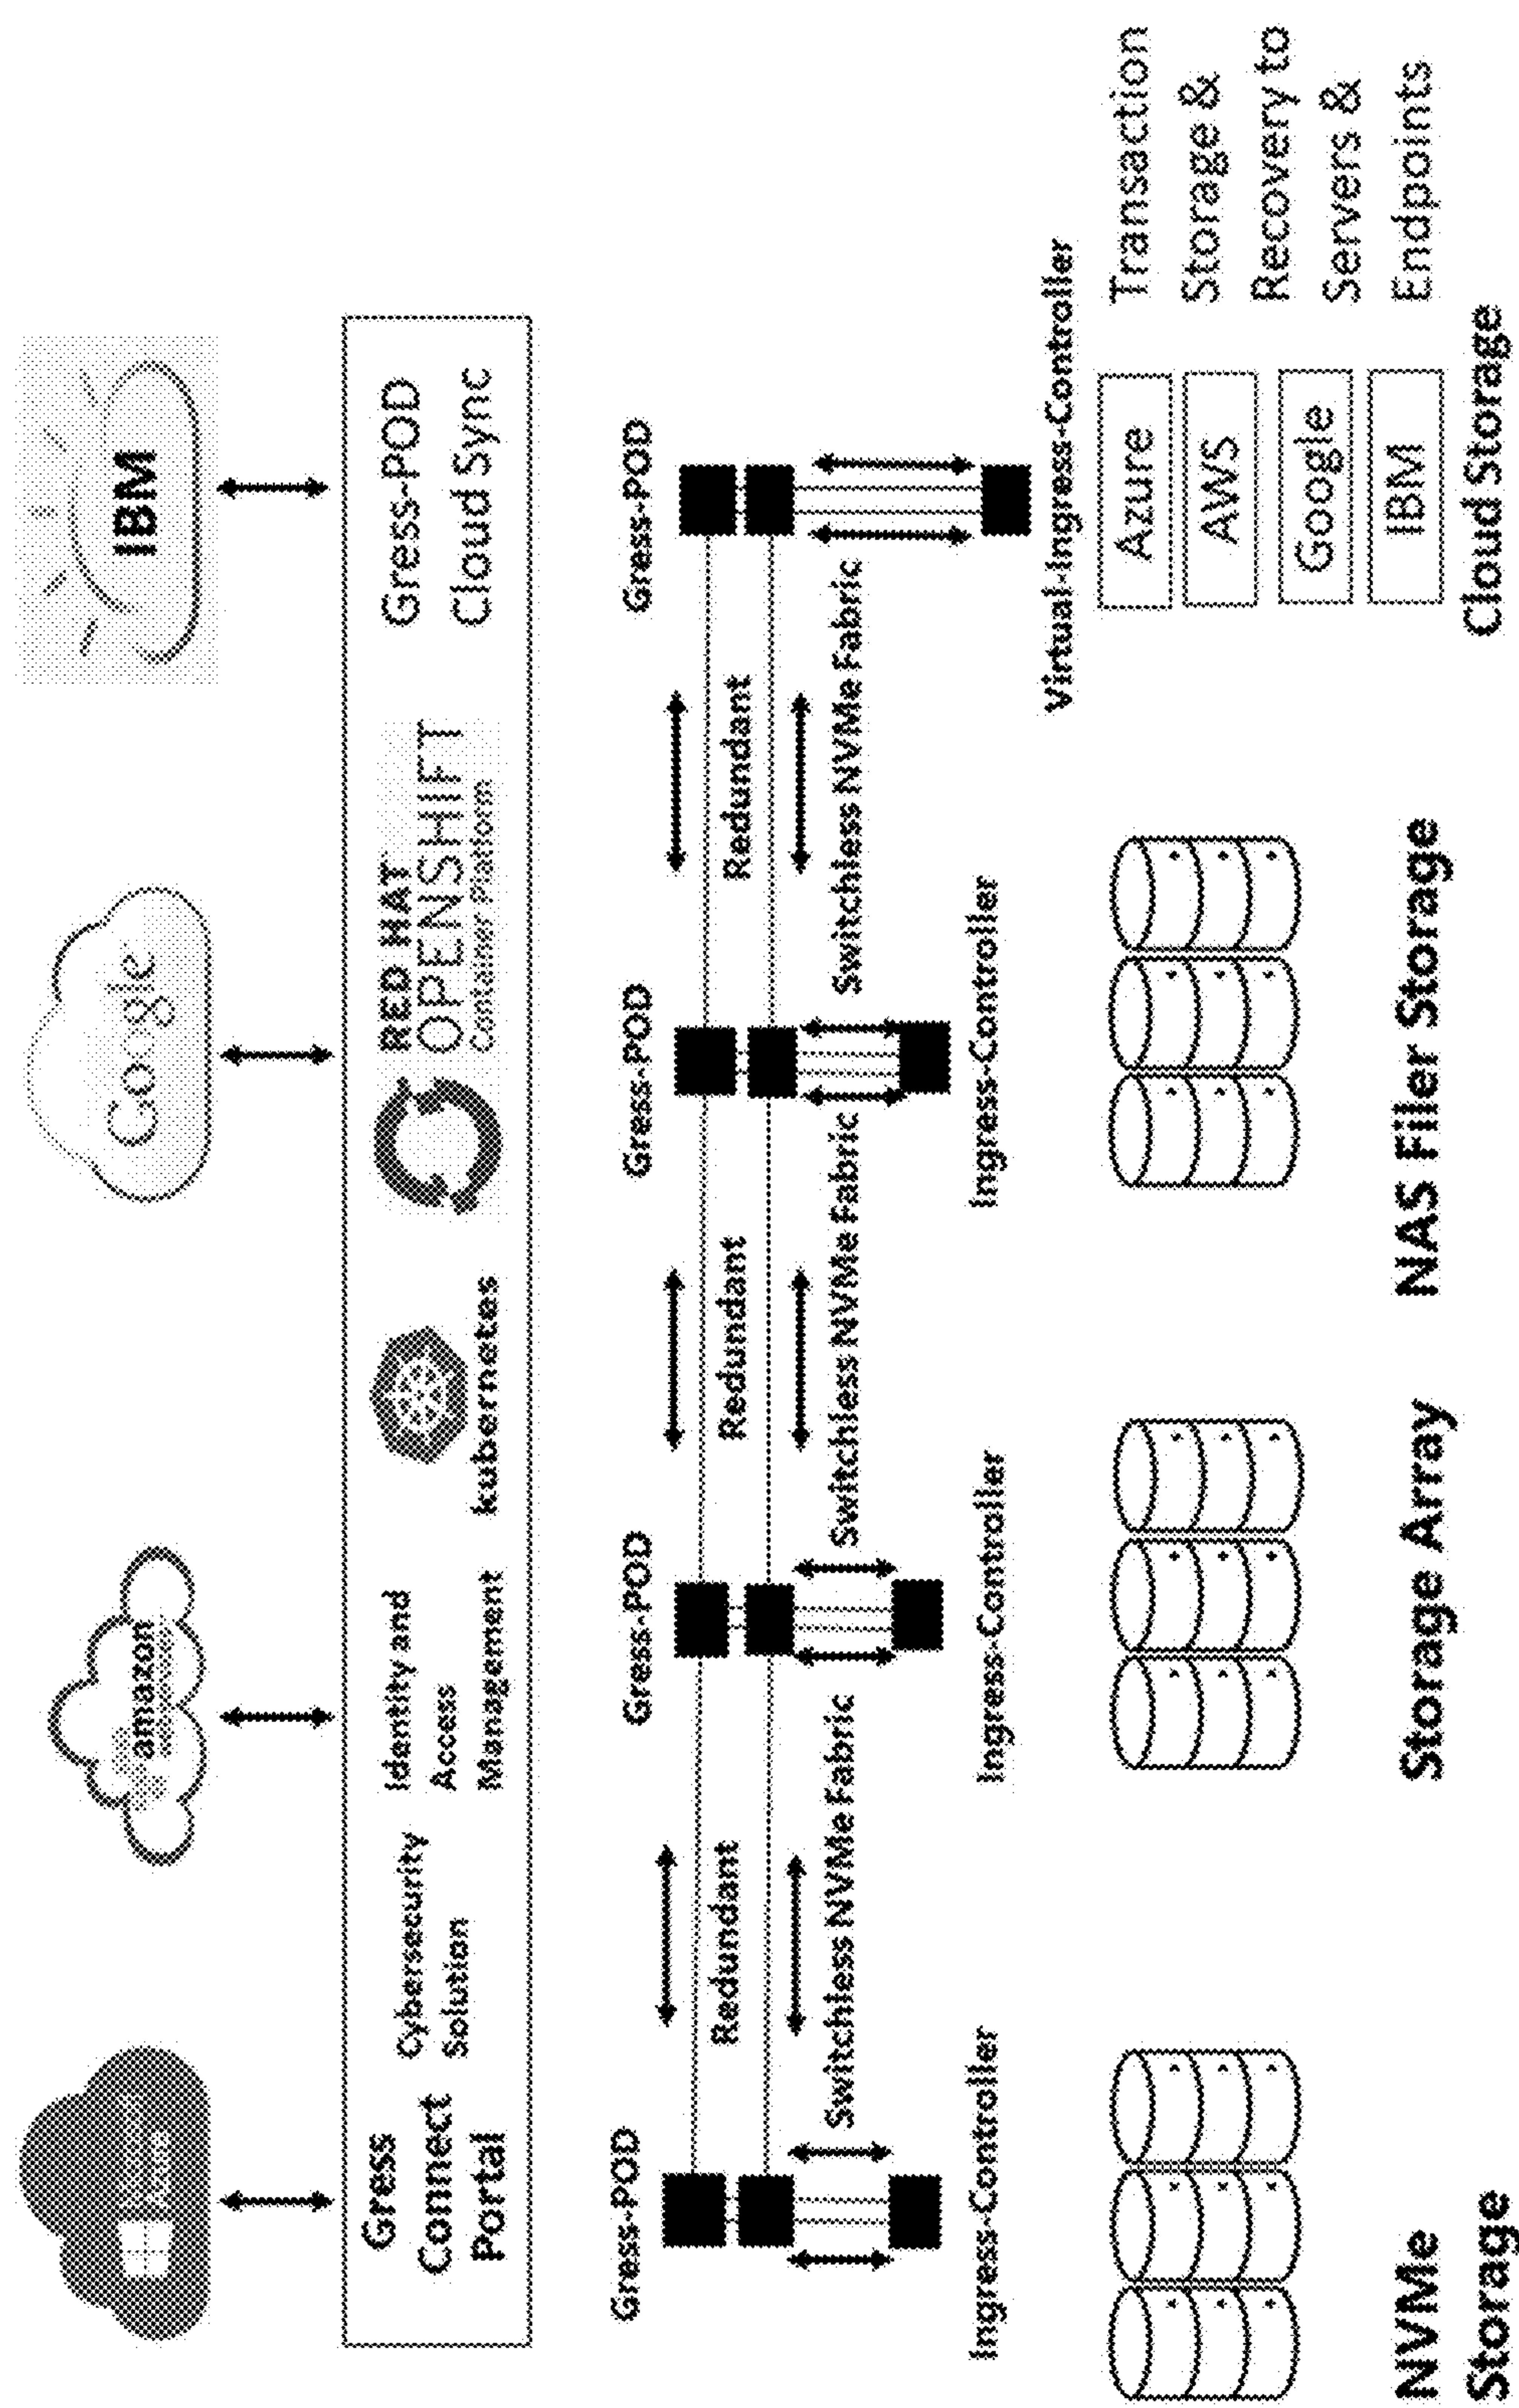 amazon
Google
IBM
Gress
Connect
Portal
Cybersecurity
Solution
Identity and
Access
Management
kubernetes
RED HAT
OPENSHIFT
Container Platform
Gress-POD
Cloud Sync
Gress-POD
Gress-POD
Gress-POD
Gress-POD
Redundant
Redundant
Redundant
Switchless NVMe Fabric
Switchless NVMe Fabric
Switchless NVMe Fabric
Ingress-Controller
Ingress-Controller
Ingress-Controller
Virtual-Ingress-Controller
NVMe
Storage
Storage Array
NAS Filer Storage
Azure
AWS
Google
IBM
Cloud Storage
Transaction
Storage &
Recovery to
Servers &
Endpoints